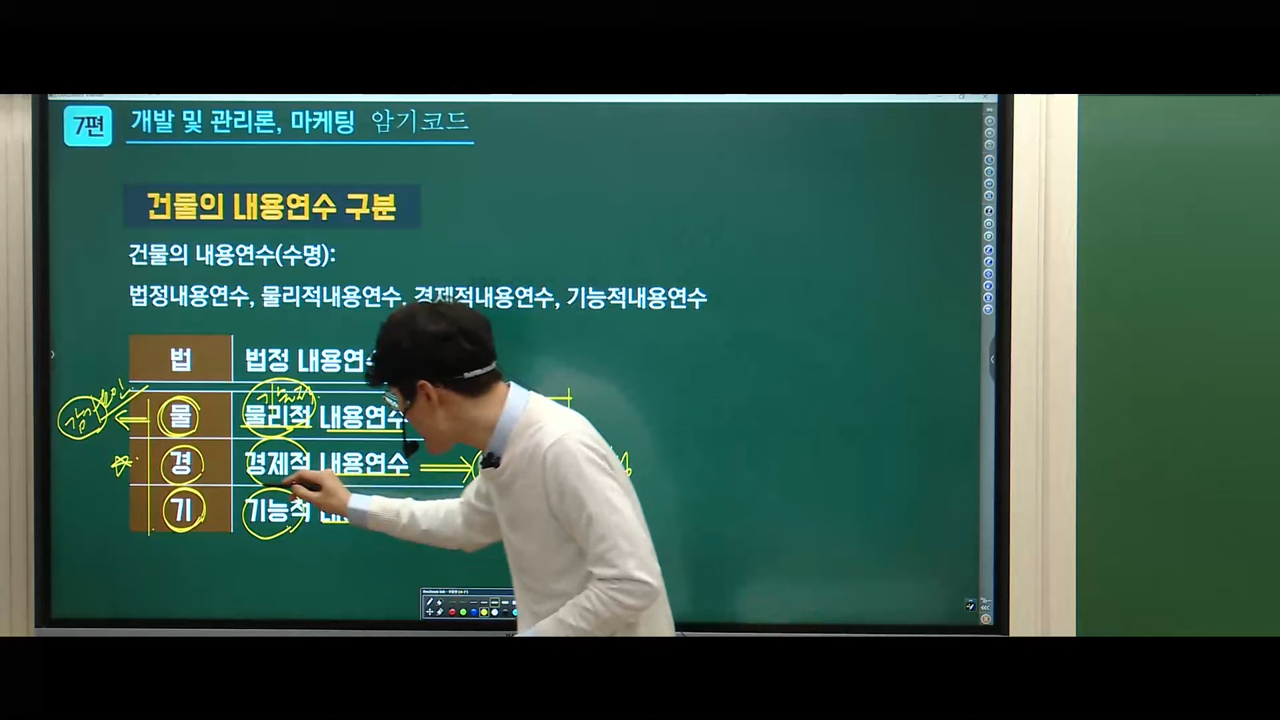 7편 개발 및 관리론, 마케팅 암기코드
건물의 내용연수 구분
건물의 내용연수(수명):
법정내용연수, 물리적내용연수. 경제적내용연수, 기능적내용연수
법 법정 내용연
물 물리적 내용연수
경 경제적 내용연수
기 기능적